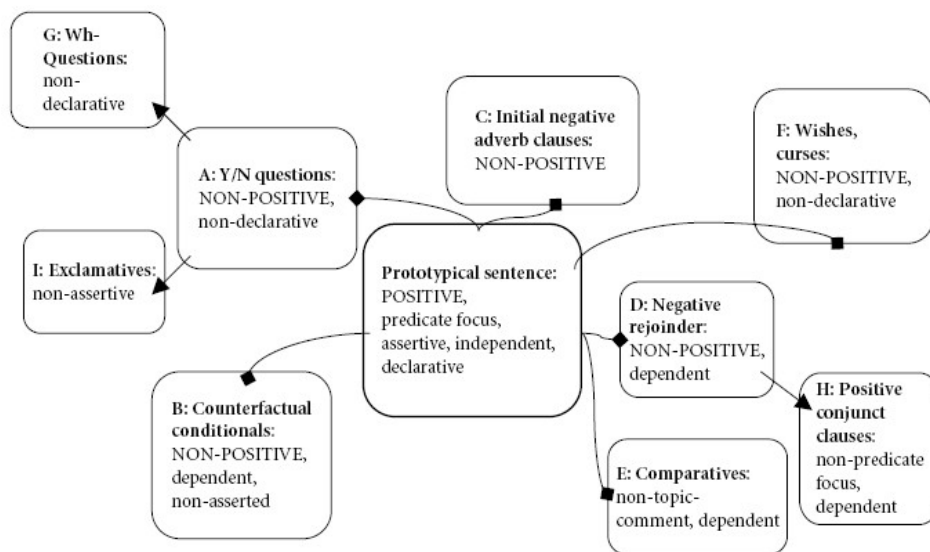 G: Wh-
Questions:
non-
declarative
C: Initial negative
adverb clauses:
NON-POSITIVE
F: Wishes,
curses:
NON-POSITIVE,
non-declarative
A: Y/N questions:
NON-POSITIVE,
non-declarative
I: Exclamatives:
non-assertive
Prototypical sentence:
POSITIVE,
predicate focus,
assertive, independent,
declarative
D: Negative
rejoinder:
NON-POSITIVE,
dependent
B: Counterfactual
conditionals:
NON-POSITIVE,
dependent,
non-asserted
H: Positive
conjunct
clauses:
non-predicate
focus,
dependent
E: Comparatives:
non-topic-
comment, dependent